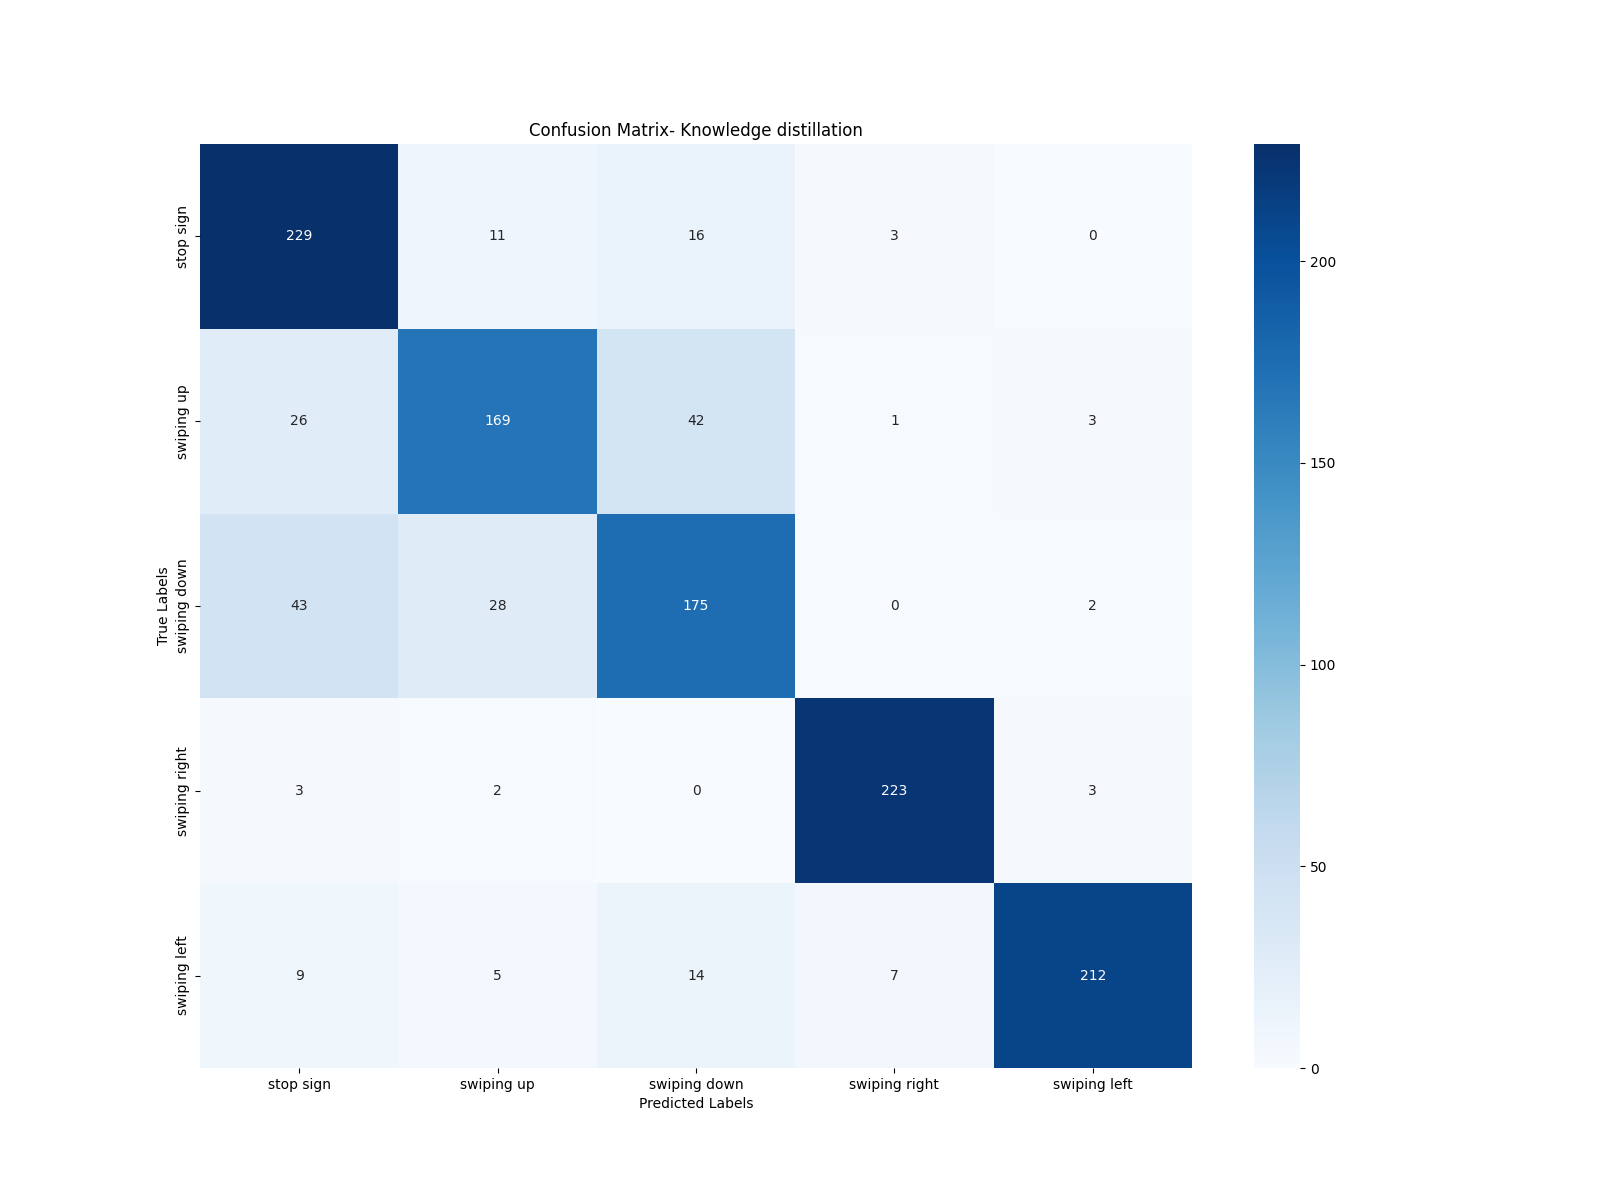 Confusion Matrix- Knowledge distillation
True Labels
stop sign
229 11 16 3 0
swiping up
26 169 42 1 3
swiping down
43 28 175 0 2
swiping right
3 2 0 223 3
swiping left
9 5 14 7 212
stop sign swiping up swiping down swiping right swiping left
Predicted Labels
200
150
100
50
0